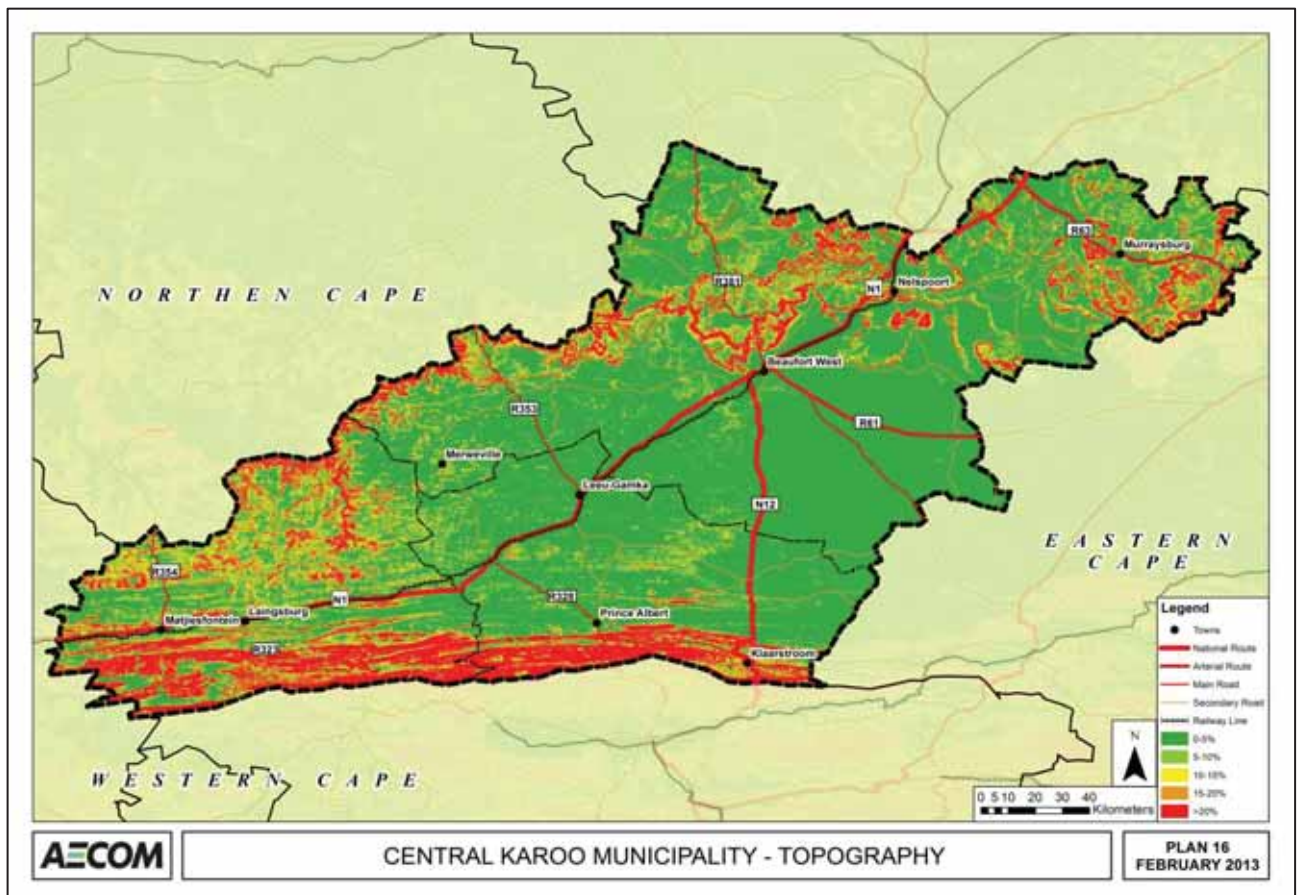 NORTHEN CAPE
R63
Murraysburg
R381
N1
Nelspoort
Beaufort West
R353
R61
Merweville
Leeu-Gamka
N12
EASTERN
CAPE
R354
N1
Laingsburg
Matjiesfontein
Prince Albert
R323
Klaarstroom
WESTERN CAPE
Legend
Towns
National Route
Arterial Route
Main Road
Secondary Road
Railway Line
0-5%
5-10%
10-15%
15-20%
>20%
N
0 5 10 20 30 40
Kilometers
AECOM
CENTRAL KAROO MUNICIPALITY - TOPOGRAPHY
PLAN 16
FEBRUARY 2013